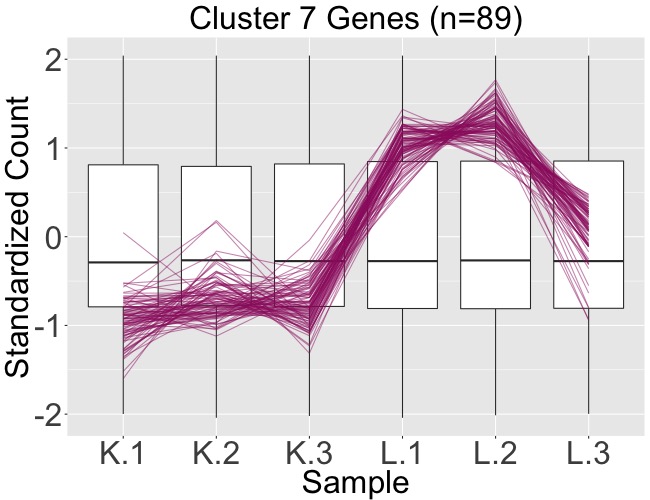 Cluster 7 Genes (n=89)
Standardized Count
2
1
0
-1
-2
K.1 K.2 K.3 L.1 L.2 L.3
Sample